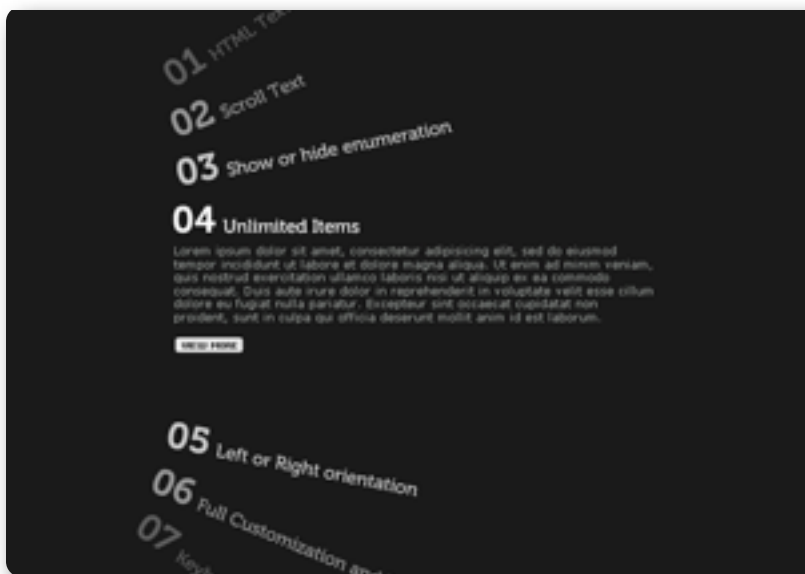 01 HTML Text
02 Scroll Text
03 Show or hide enumeration
04 Unlimited Items
Lorem ipsum dolor sit amet, consectetur adipisicing elit, sed do eiusmod
tempor incididunt ut labore et dolore magna aliqua. Ut enim ad minim veniam,
quis nostrud exercitation ullamco laboris nisi ut aliquip ex ea commodo
consequat. Duis aute irure dolor in reprehenderit in voluptate velit esse cillum
dolore eu fugiat nulla pariatur. Excepteur sint occaecat cupidatat non
proident, sunt in culpa qui officia deserunt mollit anim id est laborum.
VIEW MORE
05 Left or Right orientation
06 Full Customization and
07